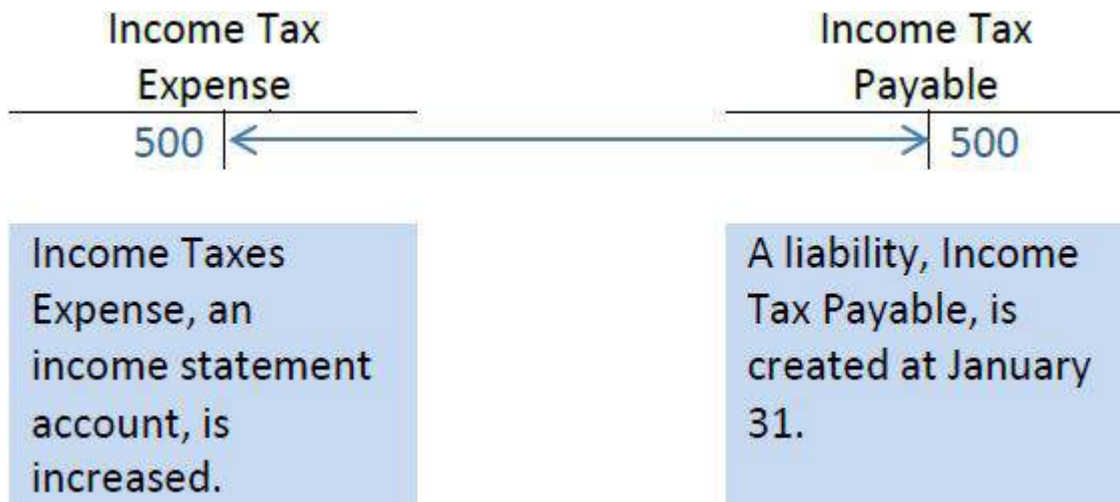 Income Tax
Expense
Income Tax
Payable
500
500
Income Taxes
Expense, an
income statement
account, is
increased.
A liability, Income
Tax Payable, is
created at January
31.